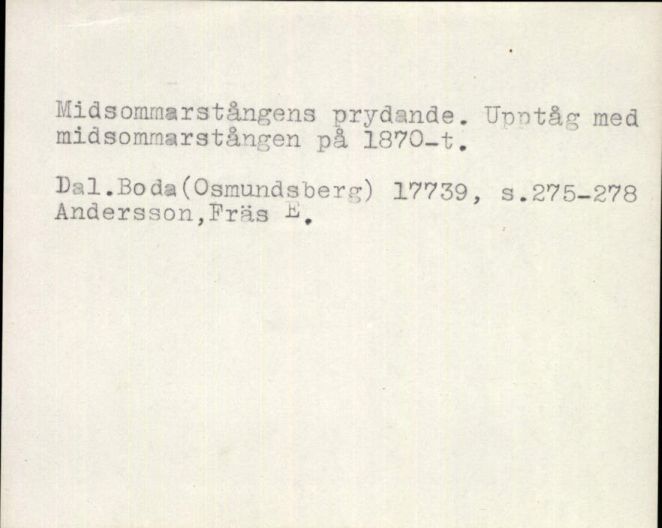 Midsommarstångens prydande. Upptåg med
midsommarstången på 1870-t.
Dal.Boda(Osmundsberg) 17739, s.275-278
Andersson,Fräs E.